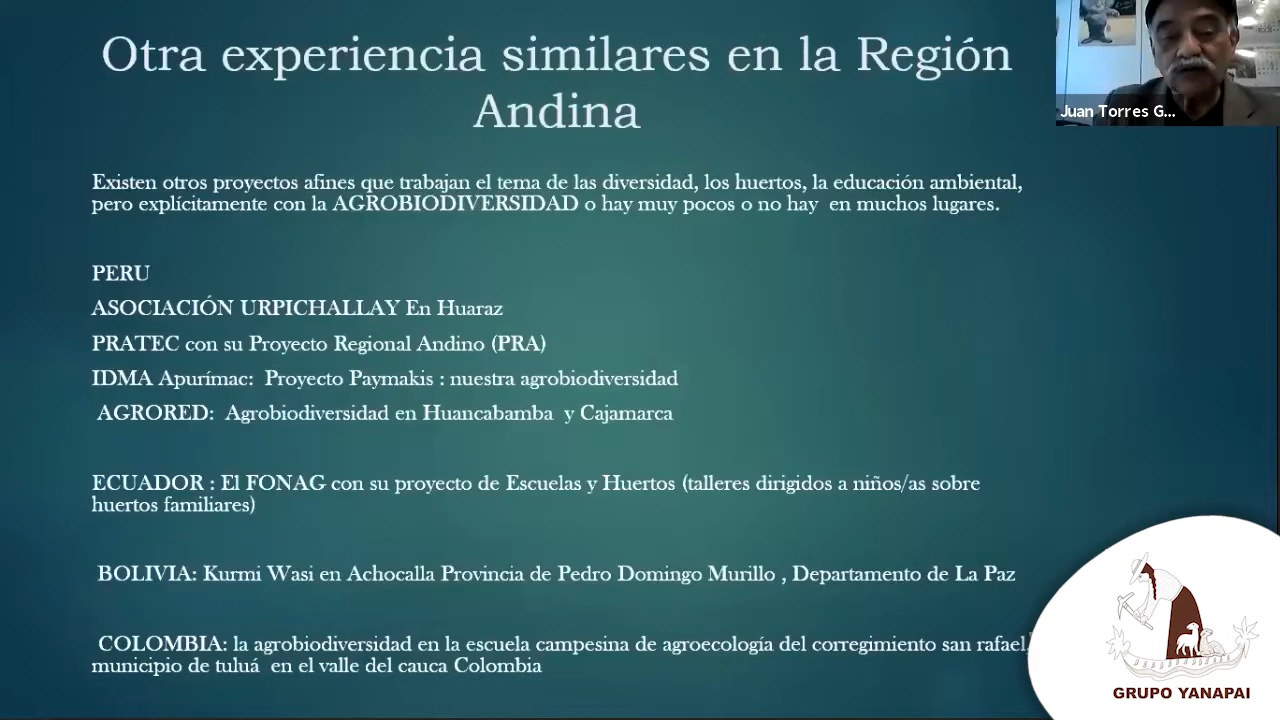 Otra experiencia similares en la Región
Andina
Juan Torres G...
Existen otros proyectos afines que trabajan el tema de las diversidad, los huertos, la educación ambiental,
pero explícitamente con la AGROBIODIVERSIDAD o hay muy pocos o no hay en muchos lugares.
PERU
ASOCIACIÓN URPICHALLAY En Huaraz
PRATEC con su Proyecto Regional Andino (PRA)
IDMA Apurímac: Proyecto Paymakis : nuestra agrobiodiversidad
AGRORED: Agrobiodiversidad en Huancabamba y Cajamarca
ECUADOR : El FONAG con su proyecto de Escuelas y Huertos (talleres dirigidos a niños/as sobre
huertos familiares)
BOLIVIA: Kurmi Wasi en Achocalla Provincia de Pedro Domingo Murillo , Departamento de La Paz
COLOMBIA: la agrobiodiversidad en la escuela campesina de agroecología del corregimiento san rafael,
municipio de tuluá en el valle del cauca Colombia
GRUPO YANAPAI